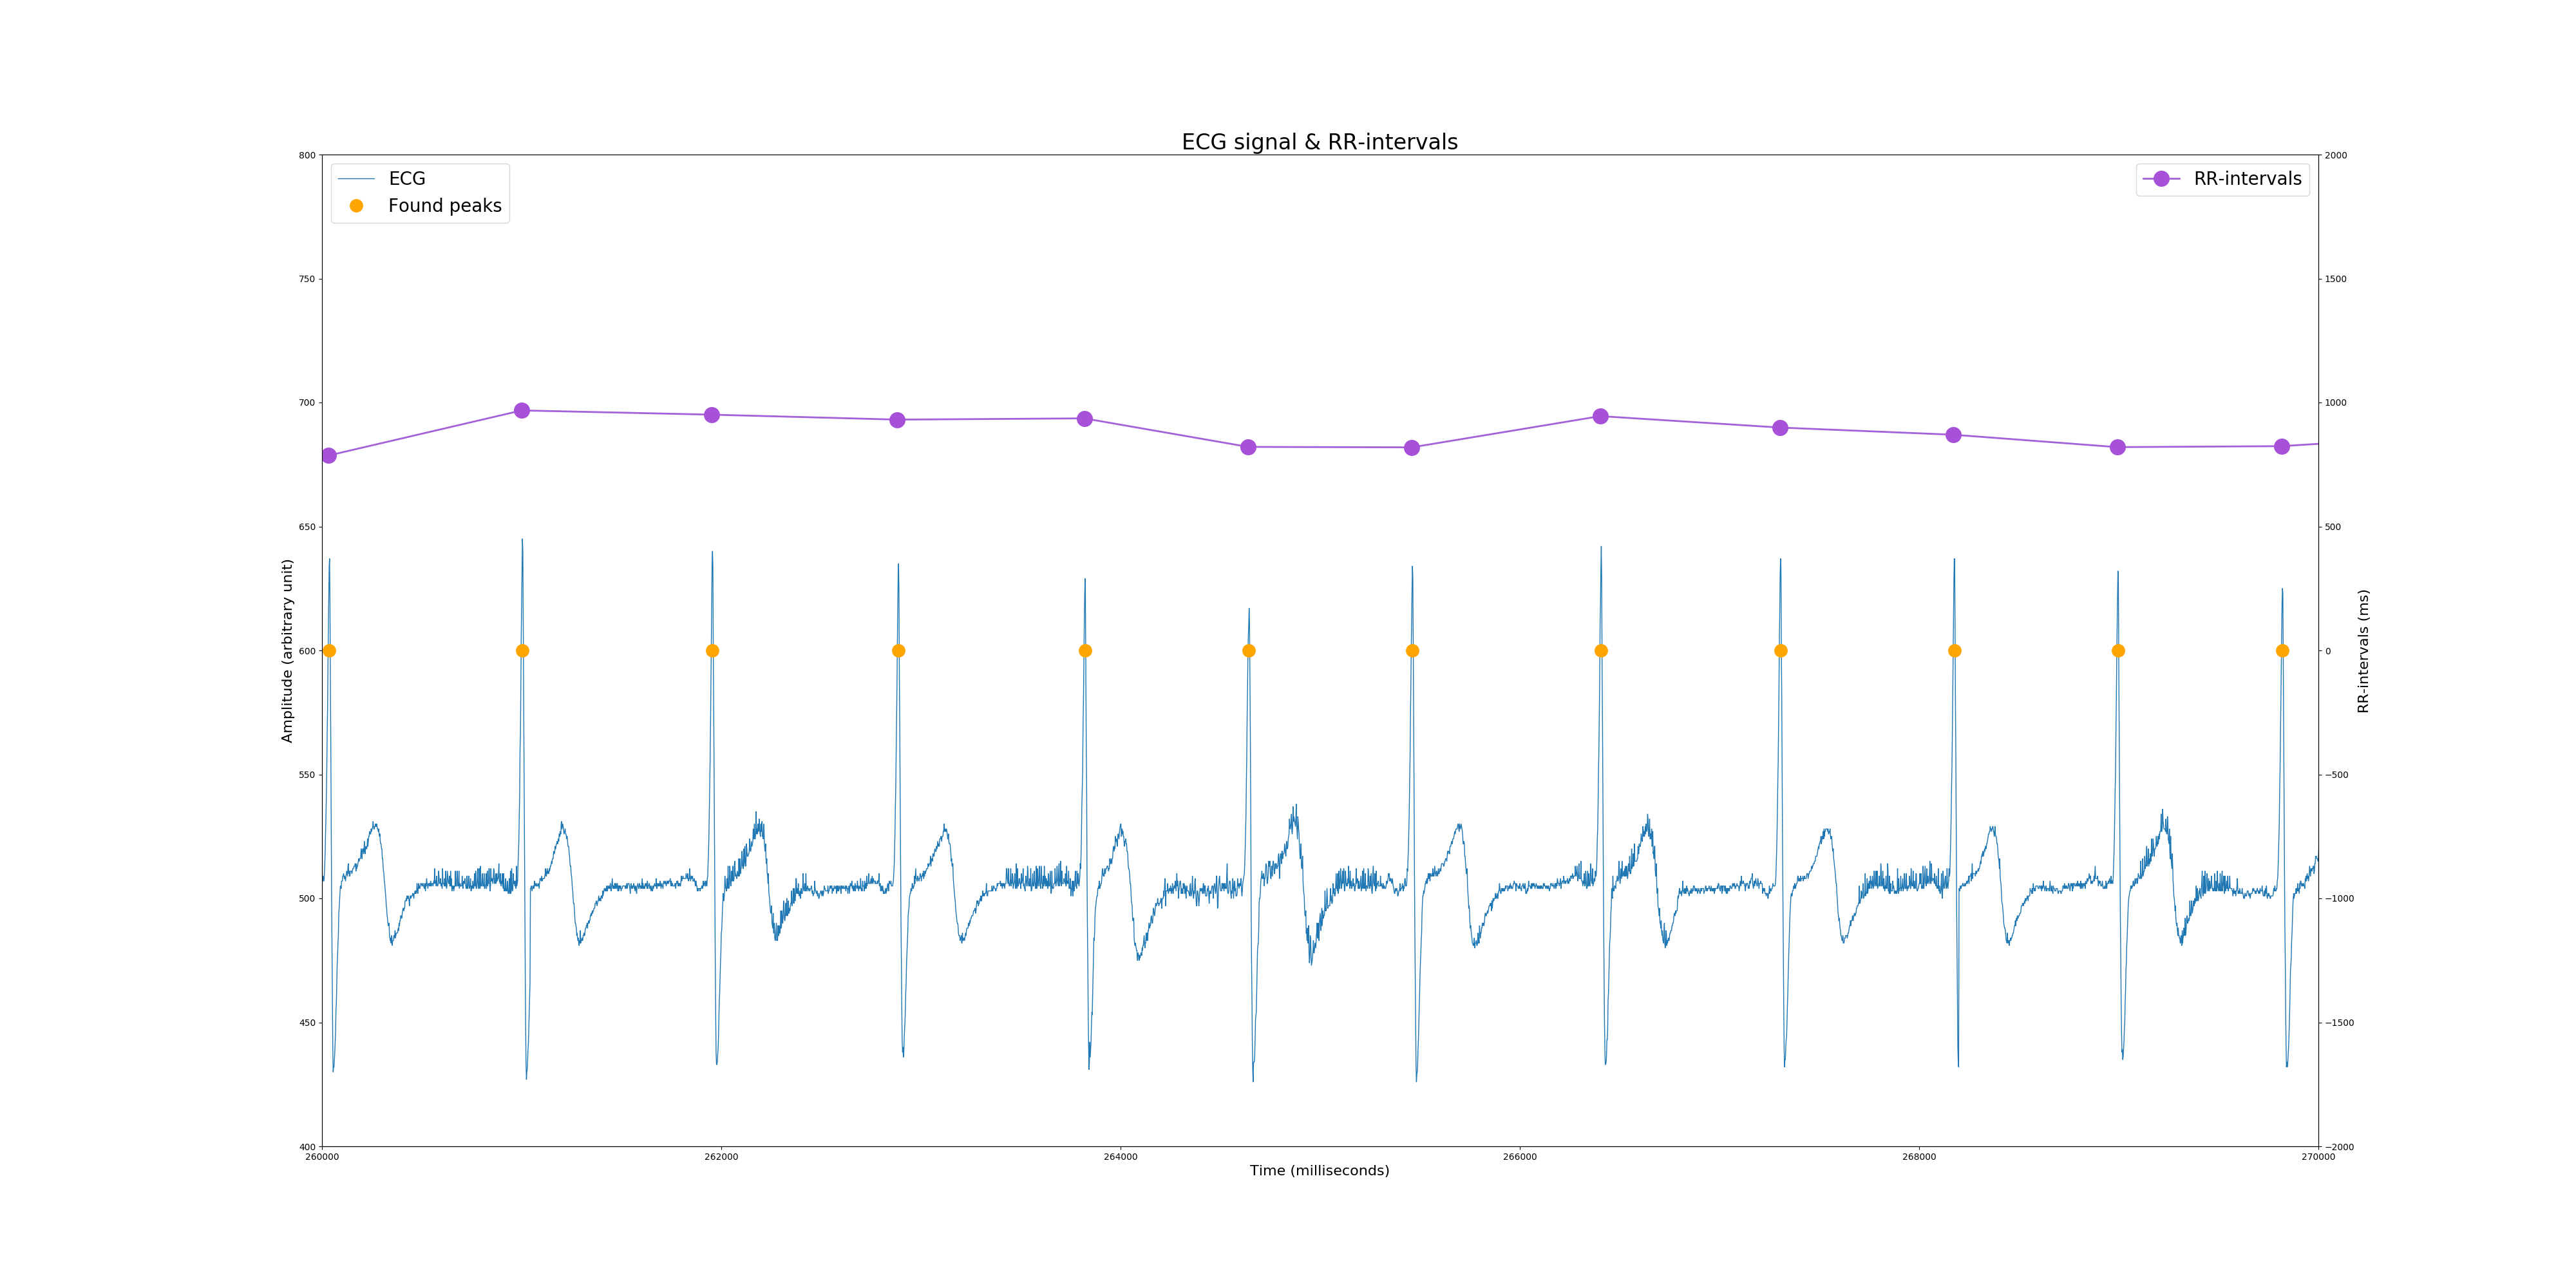 ECG signal & RR-intervals
ECG
Found peaks
RR-intervals
800
750
700
650
600
550
500
450
400
Amplitude (arbitrary unit)
2000
1500
1000
500
0
−500
−1000
−1500
−2000
RR-intervals (ms)
260000 262000 264000 266000 268000 270000
Time (milliseconds)